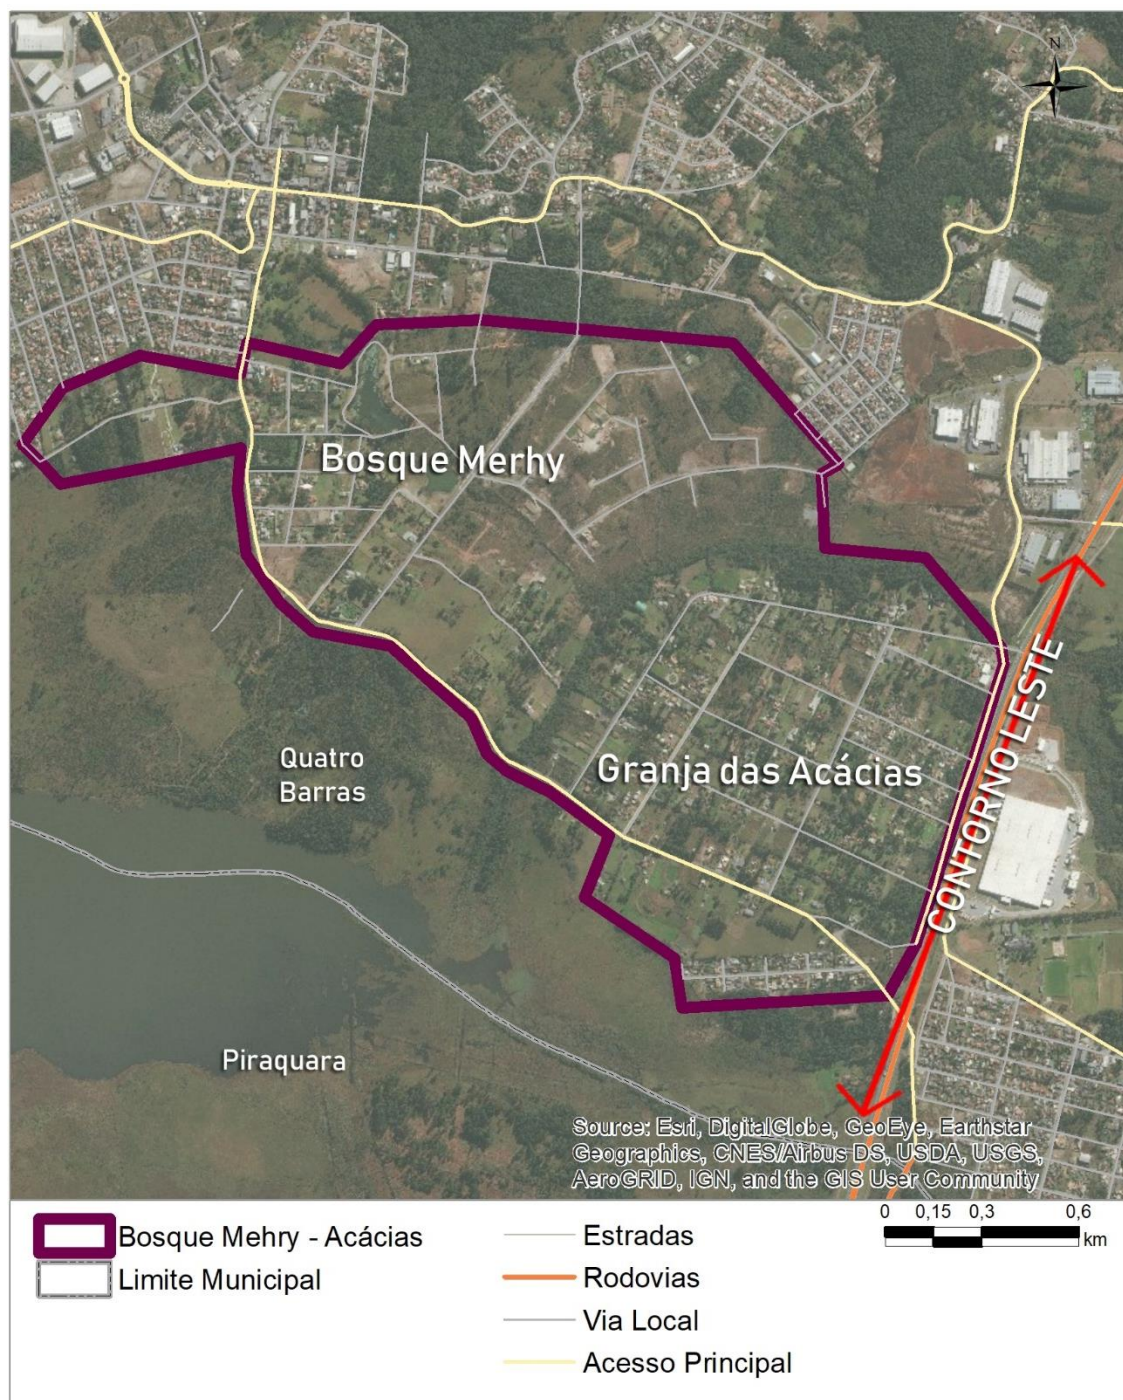 N
Bosque Merhy
Granja das Acácias
CONTORNO LESTE
Quatro
Barras
Piraquara
Source: Esri, DigitalGlobe, GeoEye, Earthstar
Geographics, CNES/Airbus DS, USDA, USGS,
AeroGRID, IGN, and the GIS User Community
Bosque Mehry - Acácias
Limite Municipal
Estradas
Rodovias
Via Local
Acesso Principal
0 0,15 0,3 0,6
km